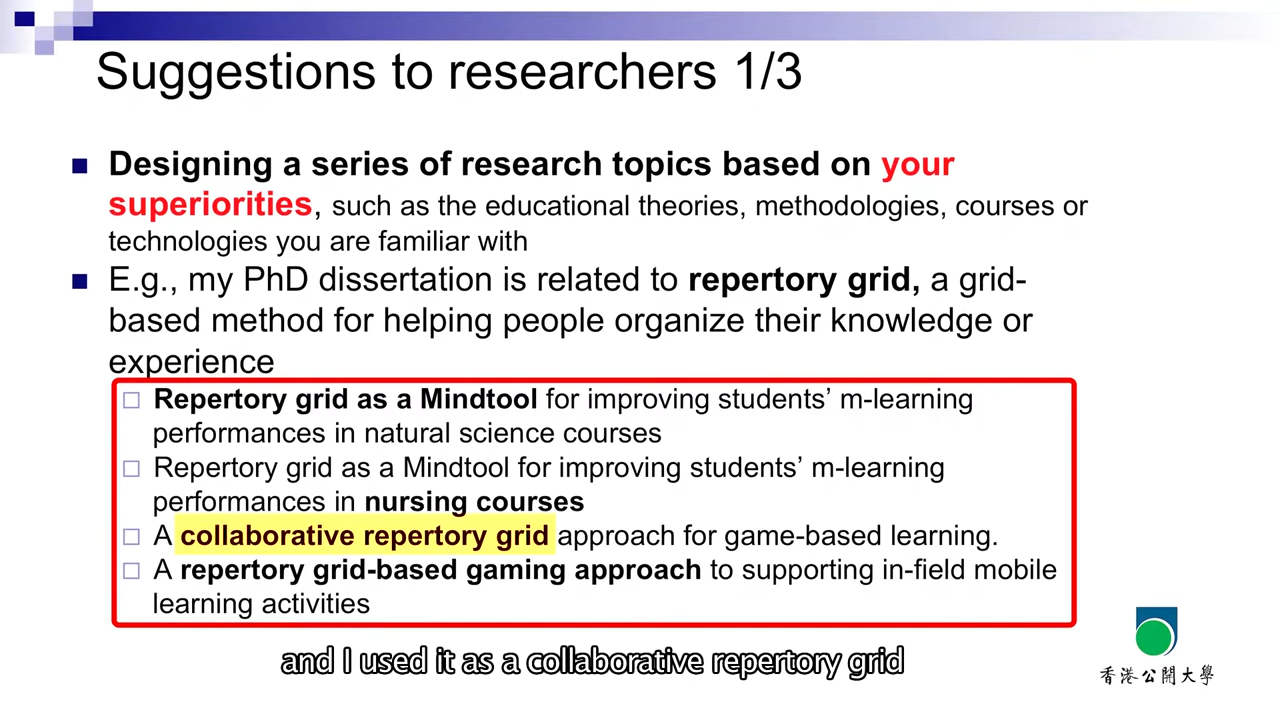 Suggestions to researchers 1/3
Designing a series of research topics based on your
superiorities, such as the educational theories, methodologies, courses or
technologies you are familiar with
E.g., my PhD dissertation is related to repertory grid, a grid-
based method for helping people organize their knowledge or
experience
Repertory grid as a Mindtool for improving students’ m-learning
performances in natural science courses
Repertory grid as a Mindtool for improving students’ m-learning
performances in nursing courses
A collaborative repertory grid approach for game-based learning.
A repertory grid-based gaming approach to supporting in-field mobile
learning activities
and I used it as a collaborative repertory grid
香港公開大學